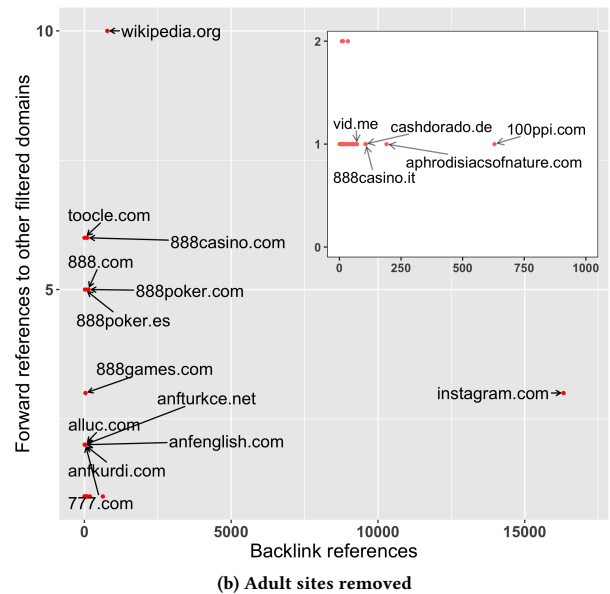 10
wikipedia.org
2
vid.me
cashdorado.de
100ppi.com
1
aphrodisiacsofnature.com
888casino.it
0
0
250
500
750
1000
Forward references to other filtered domains
toocle.com
888casino.com
888.com
5
888poker.com
888poker.es
888games.com
instagram.com
anfturkce.net
alluc.com
anfenglish.com
anfkurdi.com
777.com
0
5000
10000
15000
Backlink references
(b) Adult sites removed